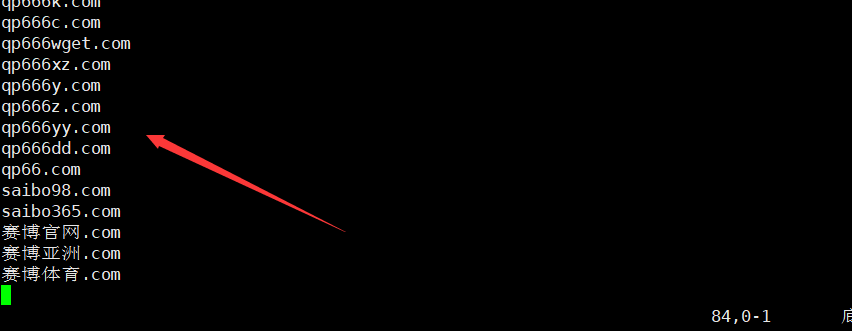 qp666k.com
qp666c.com
qp666wget.com
qp666xz.com
qp666y.com
qp666z.com
qp666yy.com
qp666dd.com
qp66.com
saibo98.com
saibo365.com
赛博官网.com
赛博亚洲.com
赛博体育.com
84,0-1